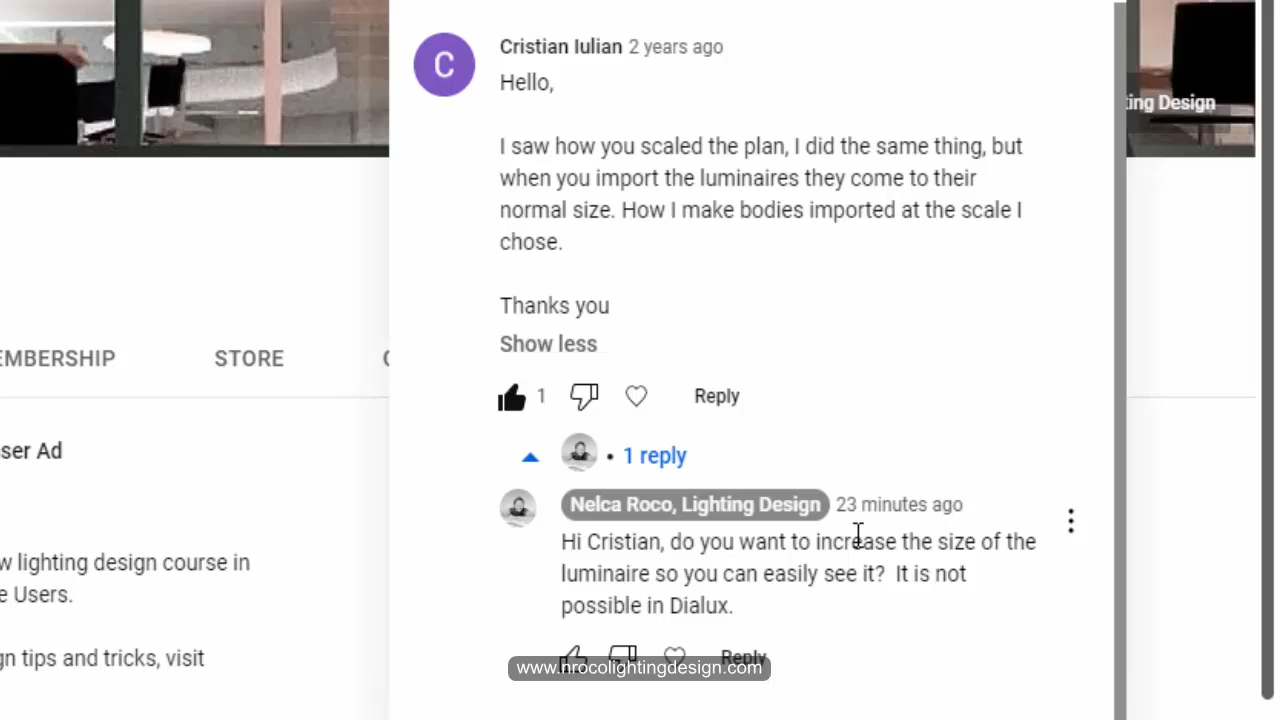 Cristian Iulian 2 years ago
C
Hello,
ting Design
I saw how you scaled the plan, I did the same thing, but
when you import the luminaires they come to their
normal size. How I make bodies imported at the scale I
chose.
Thanks you
Show less
EMBERSHIP STORE
1 Reply
ser Ad
• 1 reply
Nelca Roco, Lighting Design 23 minutes ago
Hi Cristian, do you want to increase the size of the
luminaire so you can easily see it? It is not
possible in Dialux.
w lighting design course in
e Users.
gn tips and tricks, visit
Reply
www.nrocolightingdesign.com